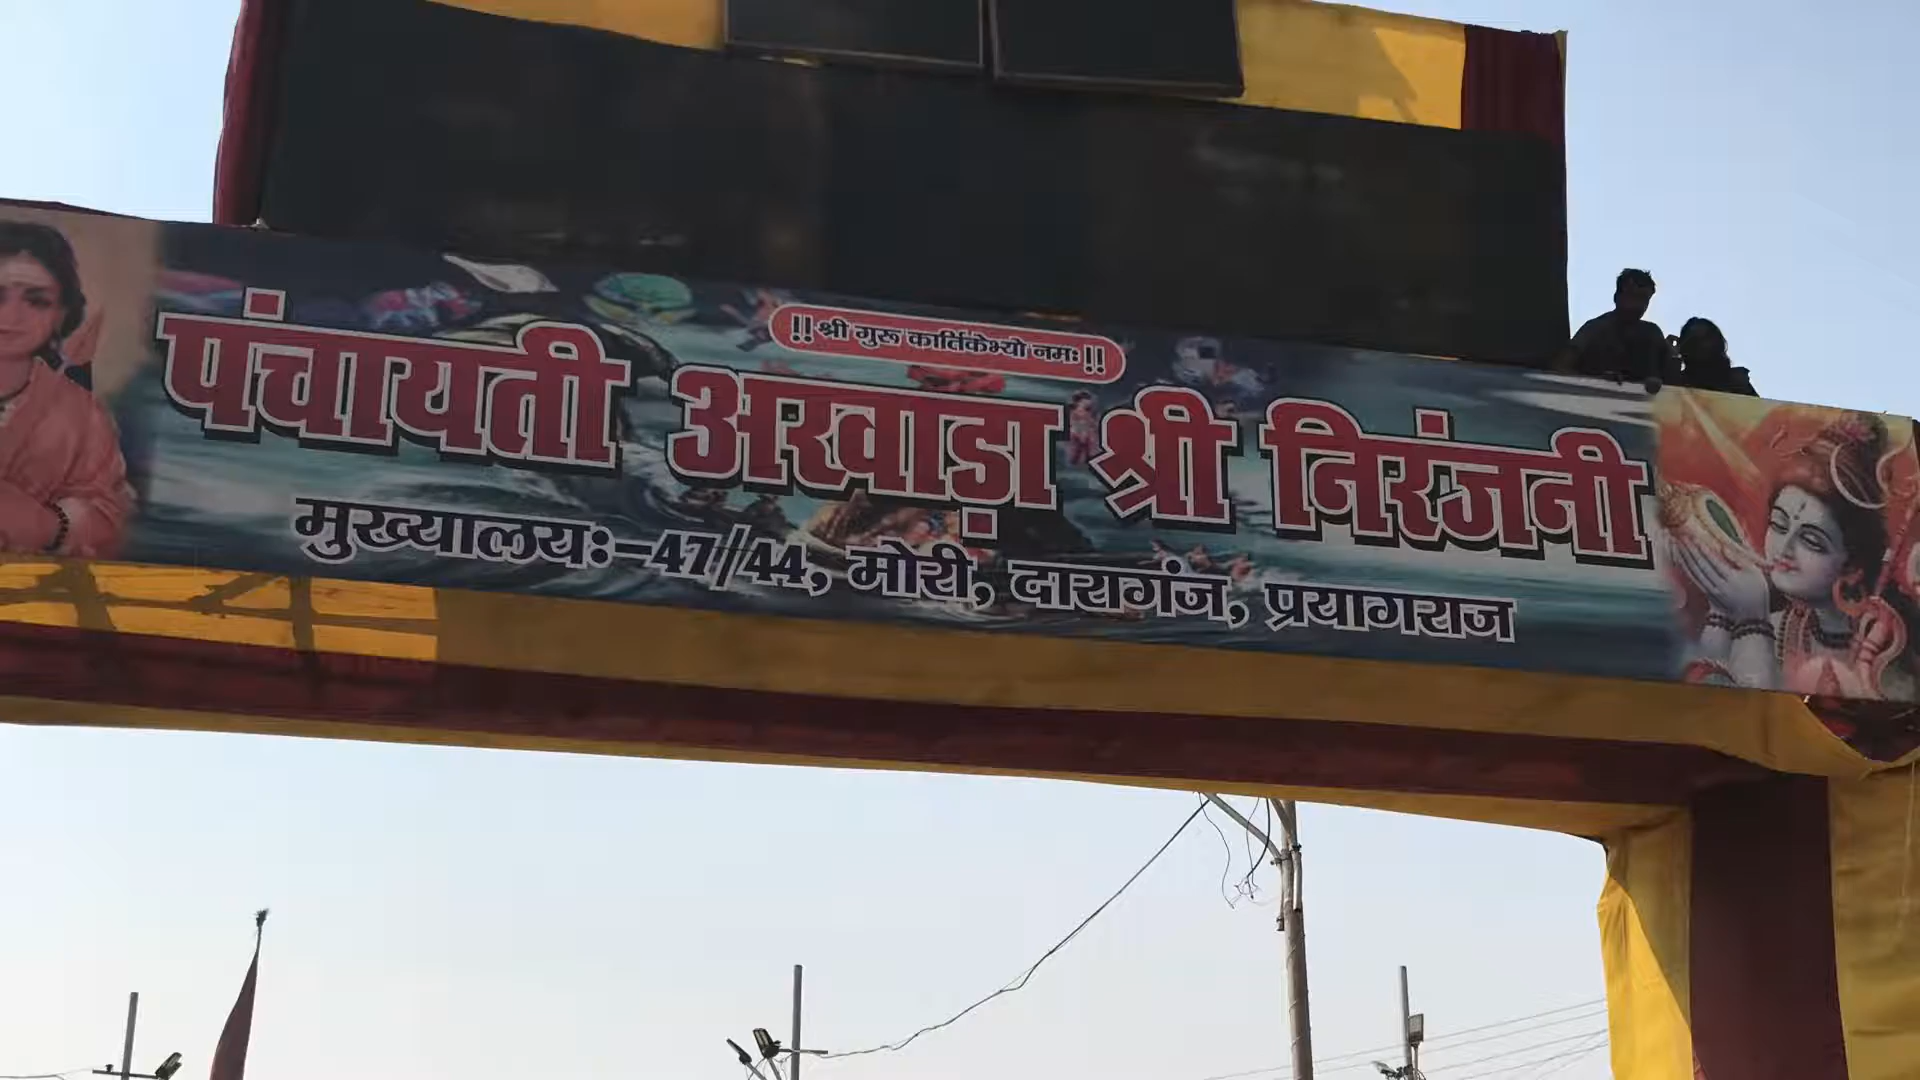 !! श्री गुरू कार्तिकेभ्यो नमः !!
पंचायती अखाड़ा श्री निरंजनी
मुख्यालयः–47/44, मोरी, दारागंज, प्रयागराज